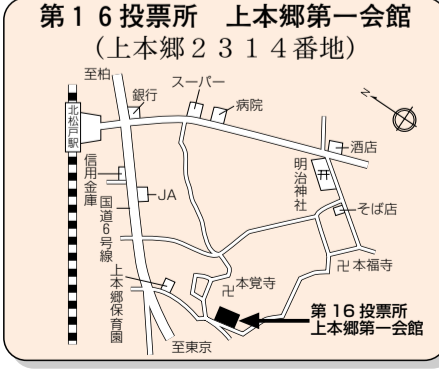 第16投票所　上本郷第一会館
（上本郷２３１４番地）
至柏
銀行
スーパー
病院
N
北松戸駅
酒店
信用金庫
明治神社
JA
国道6号線
そば店
上本郷保育園
卍本福寺
卍本覚寺
第16投票所
上本郷第一会館
至東京